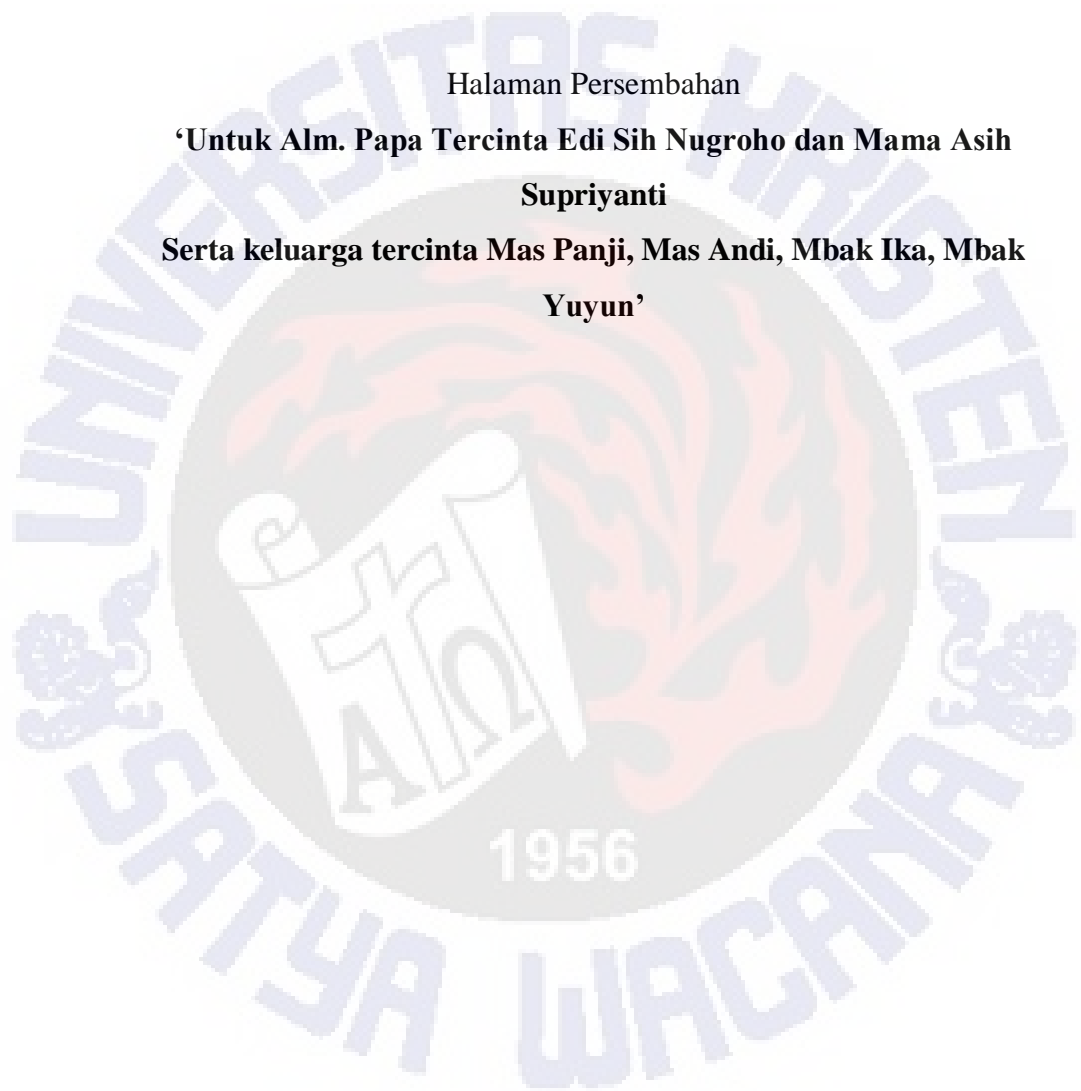 Halaman Persembahan
‘Untuk Alm. Papa Tercinta Edi Sih Nugroho dan Mama Asih
Supriyanti
Serta keluarga tercinta Mas Panji, Mas Andi, Mbak Ika, Mbak
Yuyun’
UNIVERSITAS KRISTEN
SATYA WACANA
A Ω
1956